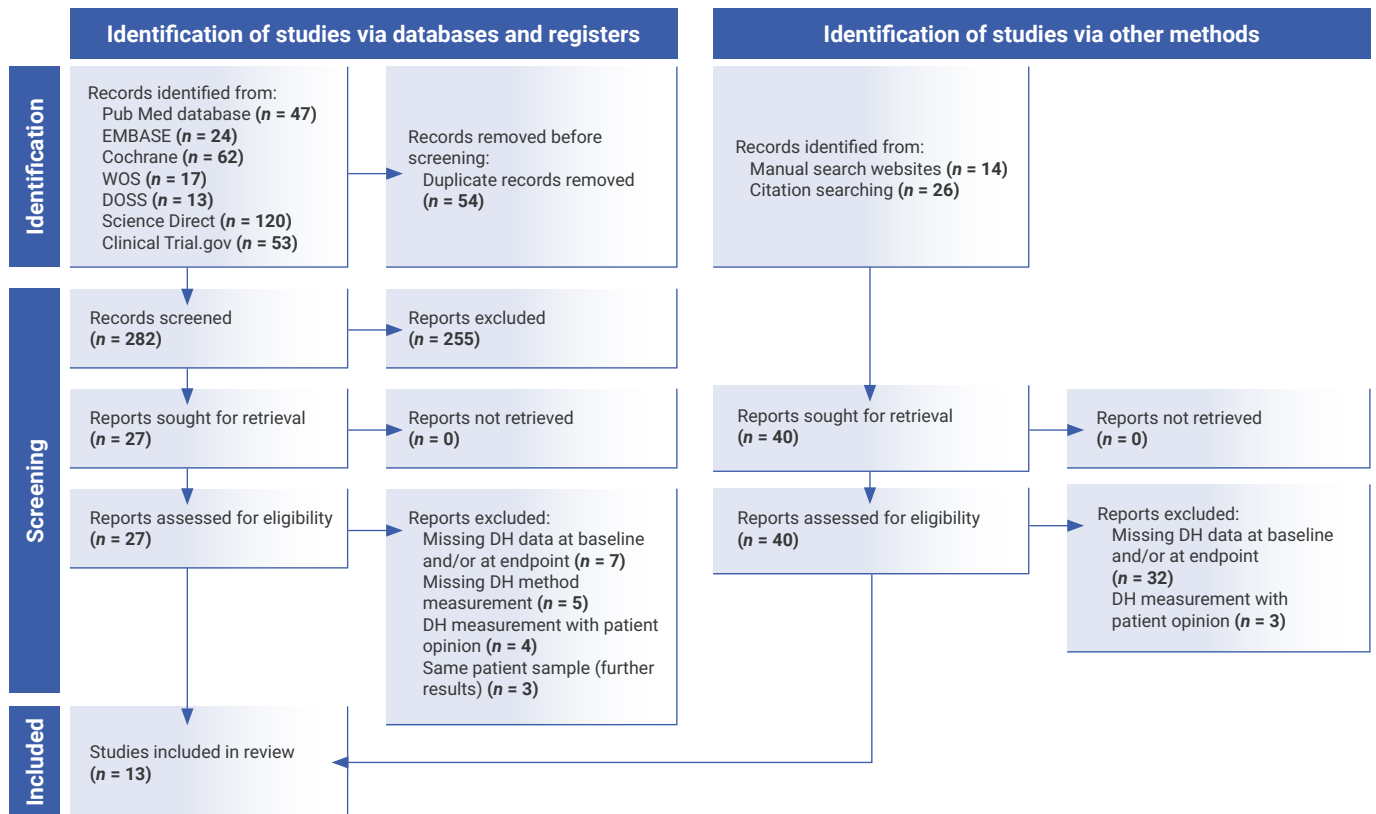 Identification of studies via databases and registers
Identification of studies via other methods
Identification
Records identified from:
Pub Med database (n = 47)
EMBASE (n = 24)
Cochrane (n = 62)
WOS (n = 17)
DOSS (n = 13)
Science Direct (n = 120)
Clinical Trial.gov (n = 53)
Records removed before
screening:
Duplicate records removed
(n = 54)
Records identified from:
Manual search websites (n = 14)
Citation searching (n = 26)
Screening
Records screened
(n = 282)
Reports excluded
(n = 255)
Reports sought for retrieval
(n = 27)
Reports not retrieved
(n = 0)
Reports sought for retrieval
(n = 40)
Reports not retrieved
(n = 0)
Reports assessed for eligibility
(n = 27)
Reports excluded:
Missing DH data at baseline
and/or at endpoint (n = 7)
Missing DH method
measurement (n = 5)
DH measurement with patient
opinion (n = 4)
Same patient sample (further
results) (n = 3)
Reports assessed for eligibility
(n = 40)
Reports excluded:
Missing DH data at baseline
and/or at endpoint
(n = 32)
DH measurement with
patient opinion (n = 3)
Included
Studies included in review
(n = 13)